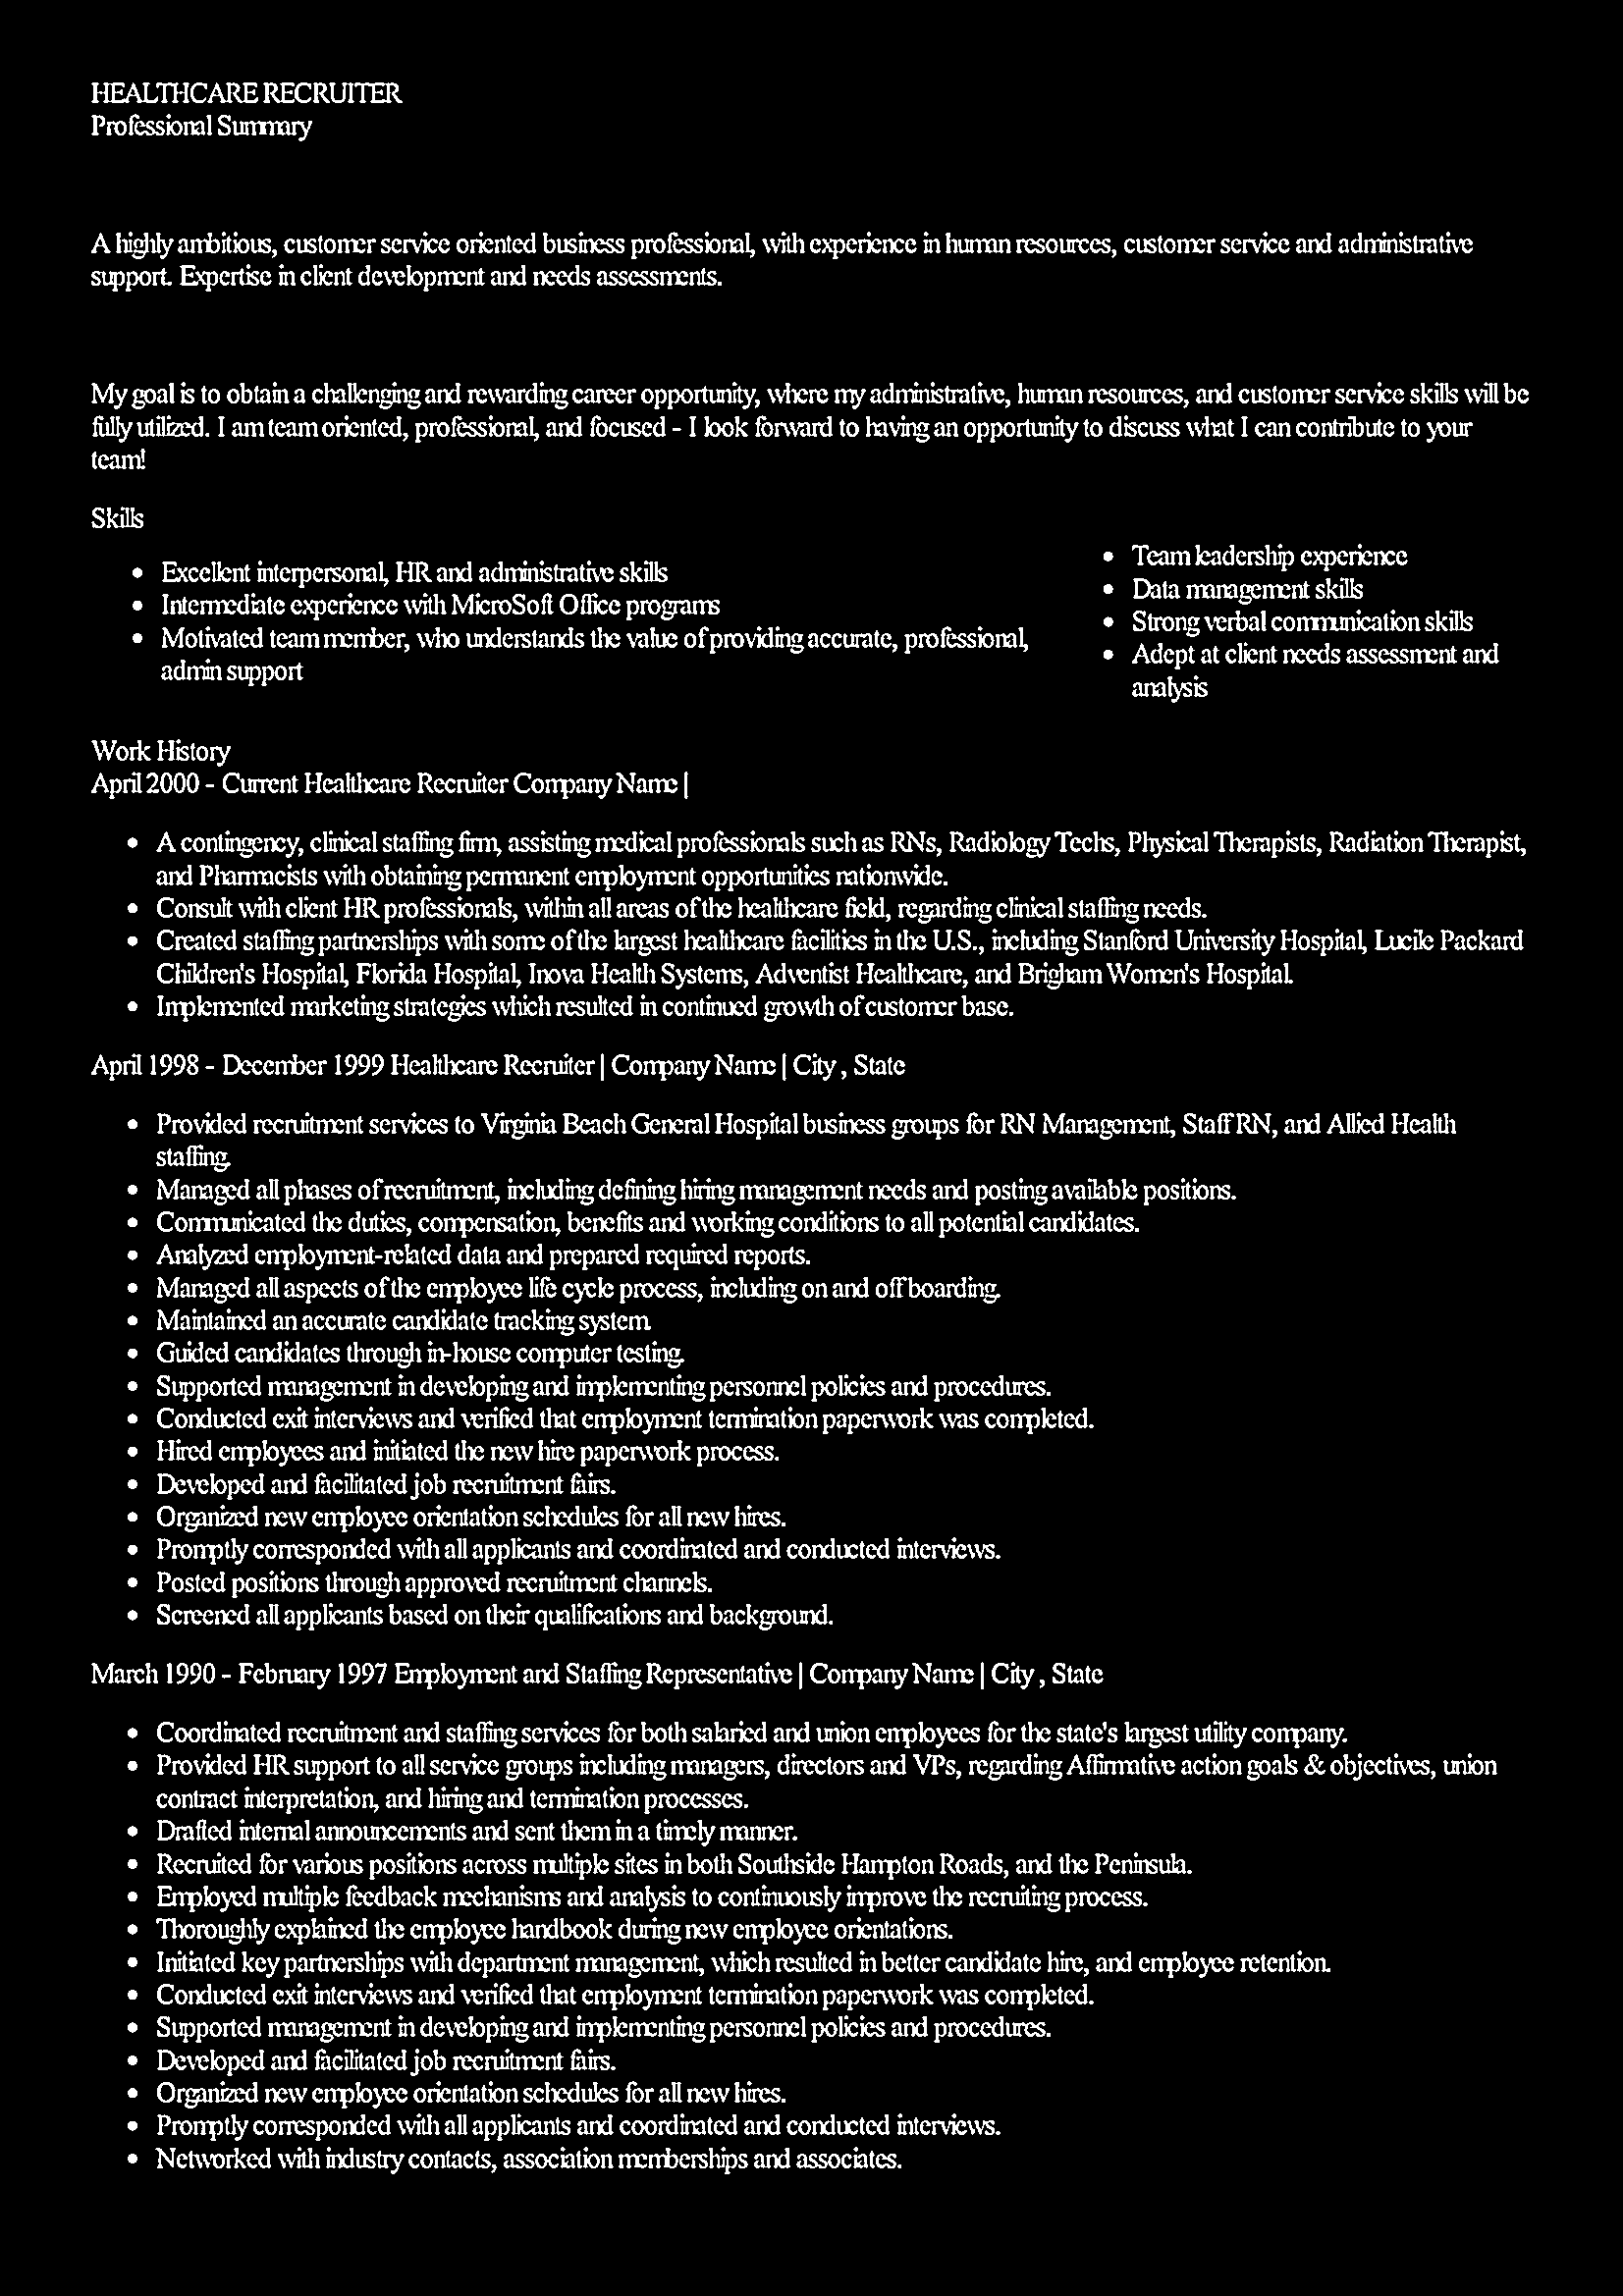 HEALTHCARE RECRUITER
Professional Summary
A highly ambitious, customer service oriented business professional, with experience in human resources, customer service and administrative
support. Expertise in client development and needs assessments.
My goal is to obtain a challenging and rewarding career opportunity, where my administrative, human resources, and customer service skills will be
fully utilized. I am team oriented, professional, and focused - I look forward to having an opportunity to discuss what I can contribute to your
team!
Skills
• Excellent interpersonal, HR and administrative skills
• Intermediate experience with MicroSoft Office programs
• Motivated team member, who understands the value of providing accurate, professional,
admin support
• Team leadership experience
• Data management skills
• Strong verbal communication skills
• Adept at client needs assessment and
analysis
Work History
April 2000 - Current Healthcare Recruiter Company Name |
• A contingency, clinical staffing firm, assisting medical professionals such as RNs, Radiology Techs, Physical Therapists, Radiation Therapist,
and Pharmacists with obtaining permanent employment opportunities nationwide.
• Consult with client HR professionals, within all areas of the healthcare field, regarding clinical staffing needs.
• Created staffing partnerships with some of the largest healthcare facilities in the U.S., including Stanford University Hospital, Lucile Packard
Children's Hospital, Florida Hospital, Inova Health Systems, Adventist Healthcare, and Brigham Women's Hospital.
• Implemented marketing strategies which resulted in continued growth of customer base.
April 1998 - December 1999 Healthcare Recruiter | Company Name | City , State
• Provided recruitment services to Virginia Beach General Hospital business groups for RN Management, Staff RN, and Allied Health
staffing.
• Managed all phases of recruitment, including defining hiring management needs and posting available positions.
• Communicated the duties, compensation, benefits and working conditions to all potential candidates.
• Analyzed employment-related data and prepared required reports.
• Managed all aspects of the employee life cycle process, including on and off boarding.
• Maintained an accurate candidate tracking system.
• Guided candidates through in-house computer testing.
• Supported management in developing and implementing personnel policies and procedures.
• Conducted exit interviews and verified that employment termination paperwork was completed.
• Hired employees and initiated the new hire paperwork process.
• Developed and facilitated job recruitment fairs.
• Organized new employee orientation schedules for all new hires.
• Promptly corresponded with all applicants and coordinated and conducted interviews.
• Posted positions through approved recruitment channels.
• Screened all applicants based on their qualifications and background.
March 1990 - February 1997 Employment and Staffing Representative | Company Name | City , State
• Coordinated recruitment and staffing services for both salaried and union employees for the state's largest utility company.
• Provided HR support to all service groups including managers, directors and VPs, regarding Affirmative action goals & objectives, union
contract interpretation, and hiring and termination processes.
• Drafted internal announcements and sent them in a timely manner.
• Recruited for various positions across multiple sites in both Southside Hampton Roads, and the Peninsula.
• Employed multiple feedback mechanisms and analysis to continuously improve the recruiting process.
• Thoroughly explained the employee handbook during new employee orientations.
• Initiated key partnerships with department management, which resulted in better candidate hire, and employee retention.
• Conducted exit interviews and verified that employment termination paperwork was completed.
• Supported management in developing and implementing personnel policies and procedures.
• Developed and facilitated job recruitment fairs.
• Organized new employee orientation schedules for all new hires.
• Promptly corresponded with all applicants and coordinated and conducted interviews.
• Networked with industry contacts, association memberships and associates.